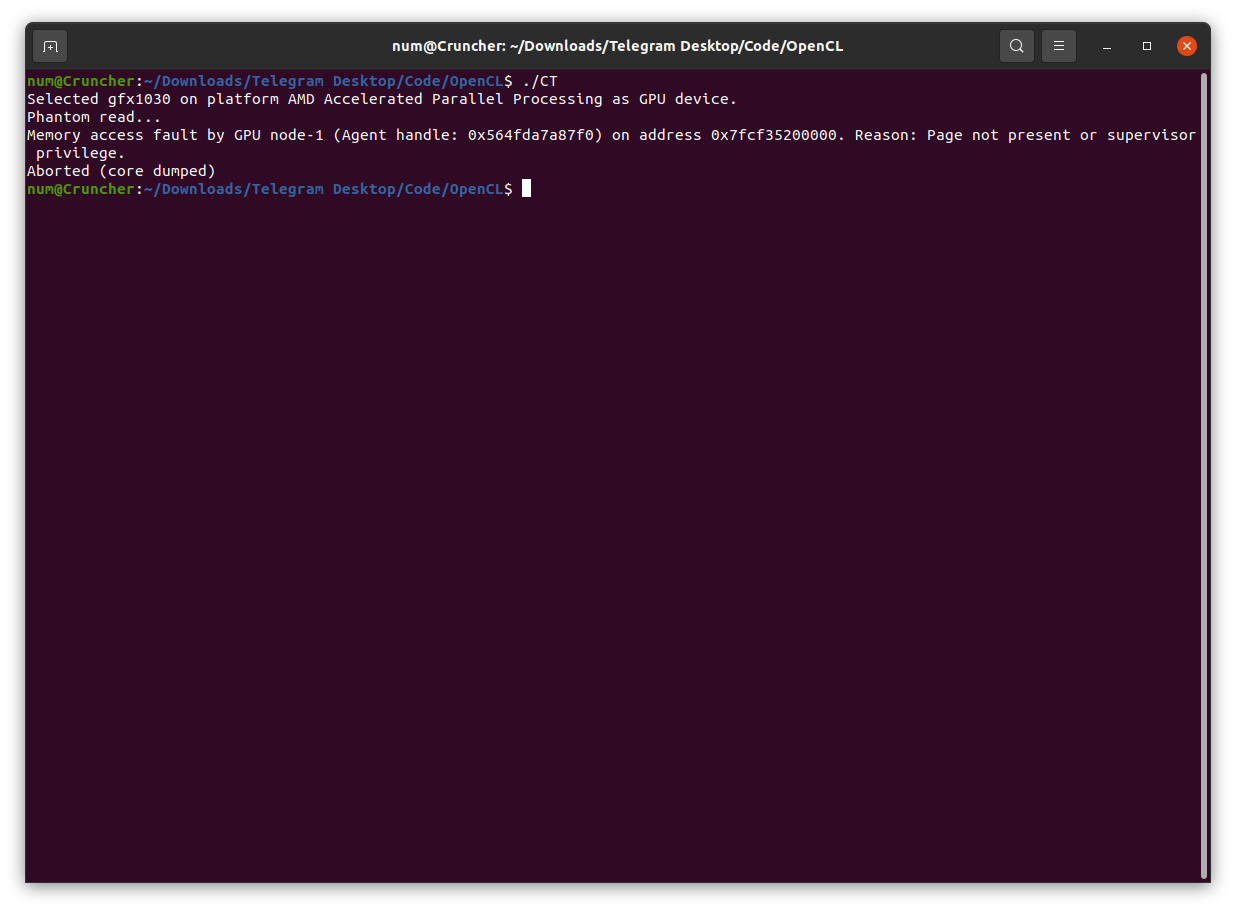 num@Cruncher: ~/Downloads/Telegram Desktop/Code/OpenCL
num@Cruncher:~/Downloads/Telegram Desktop/Code/OpenCL$ ./CT
Selected gfx1030 on platform AMD Accelerated Parallel Processing as GPU device.
Phantom read...
Memory access fault by GPU node-1 (Agent handle: 0x564fda7a87f0) on address 0x7fcf35200000. Reason: Page not present or supervisor
 privilege.
Aborted (core dumped)
num@Cruncher:~/Downloads/Telegram Desktop/Code/OpenCL$